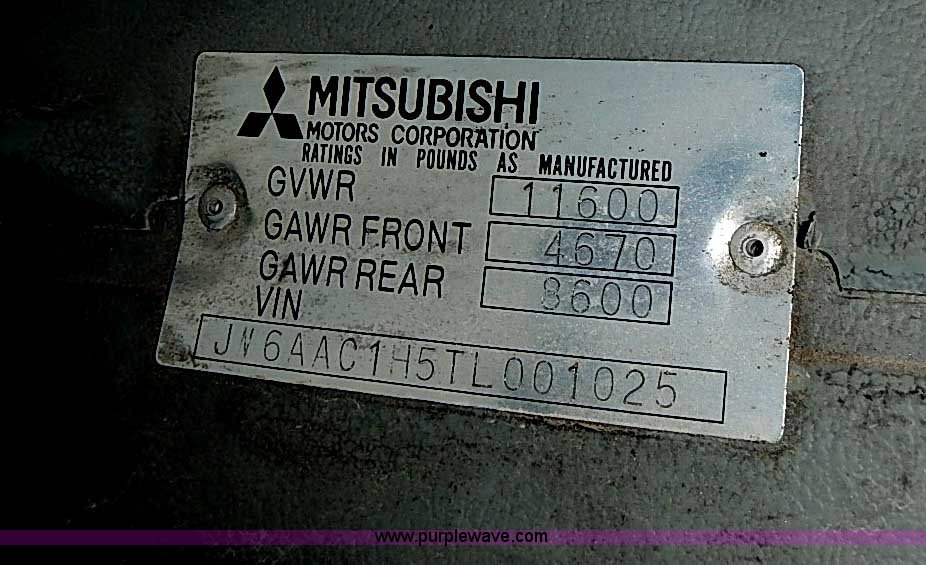 MITSUBISHI
MOTORS CORPORATION
RATINGS IN POUNDS AS MANUFACTURED
GVWR 11600
GAWR FRONT 4670
GAWR REAR 8600
VIN
JW6AAC1H5TL001025
www.purplewave.com